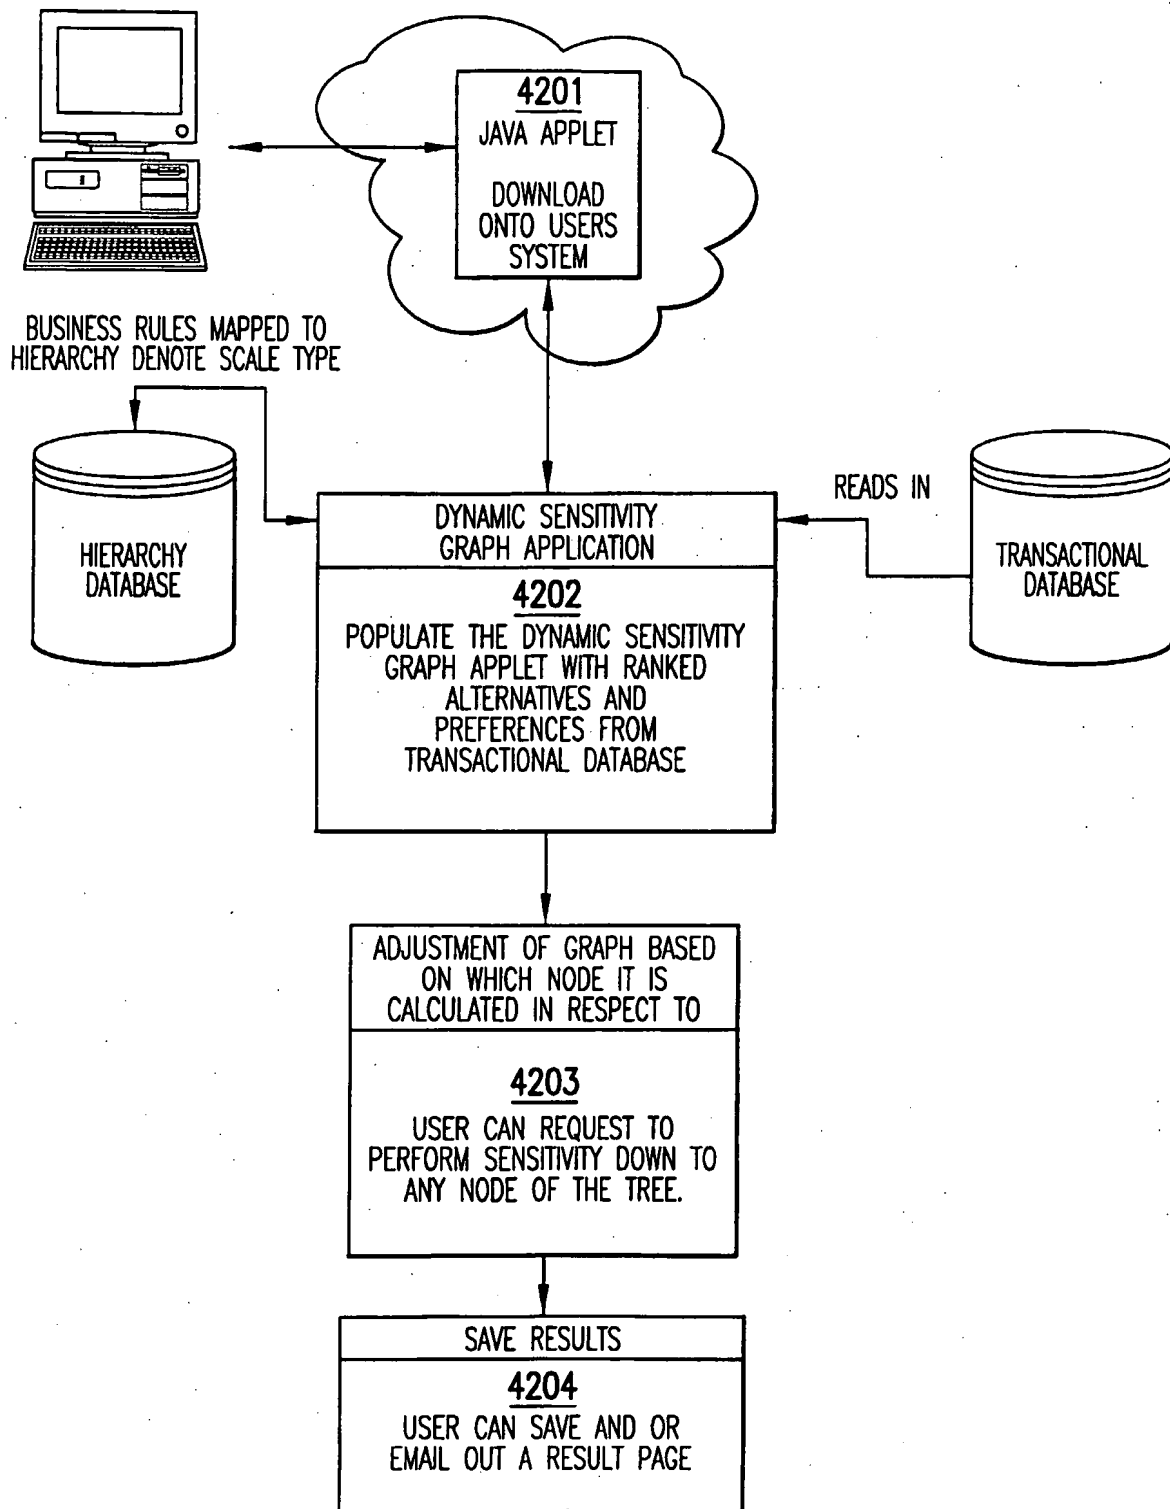 4201
JAVA APPLET
DOWNLOAD
ONTO USERS
SYSTEM
BUSINESS RULES MAPPED TO
HIERARCHY DENOTE SCALE TYPE
HIERARCHY
DATABASE
READS IN
TRANSACTIONAL
DATABASE
DYNAMIC SENSITIVITY
GRAPH APPLICATION
4202
POPULATE THE DYNAMIC SENSITIVITY
GRAPH APPLET WITH RANKED
ALTERNATIVES AND
PREFERENCES FROM
TRANSACTIONAL DATABASE
ADJUSTMENT OF GRAPH BASED
ON WHICH NODE IT IS
CALCULATED IN RESPECT TO
4203
USER CAN REQUEST TO
PERFORM SENSITIVITY DOWN TO
ANY NODE OF THE TREE.
SAVE RESULTS
4204
USER CAN SAVE AND OR
EMAIL OUT A RESULT PAGE